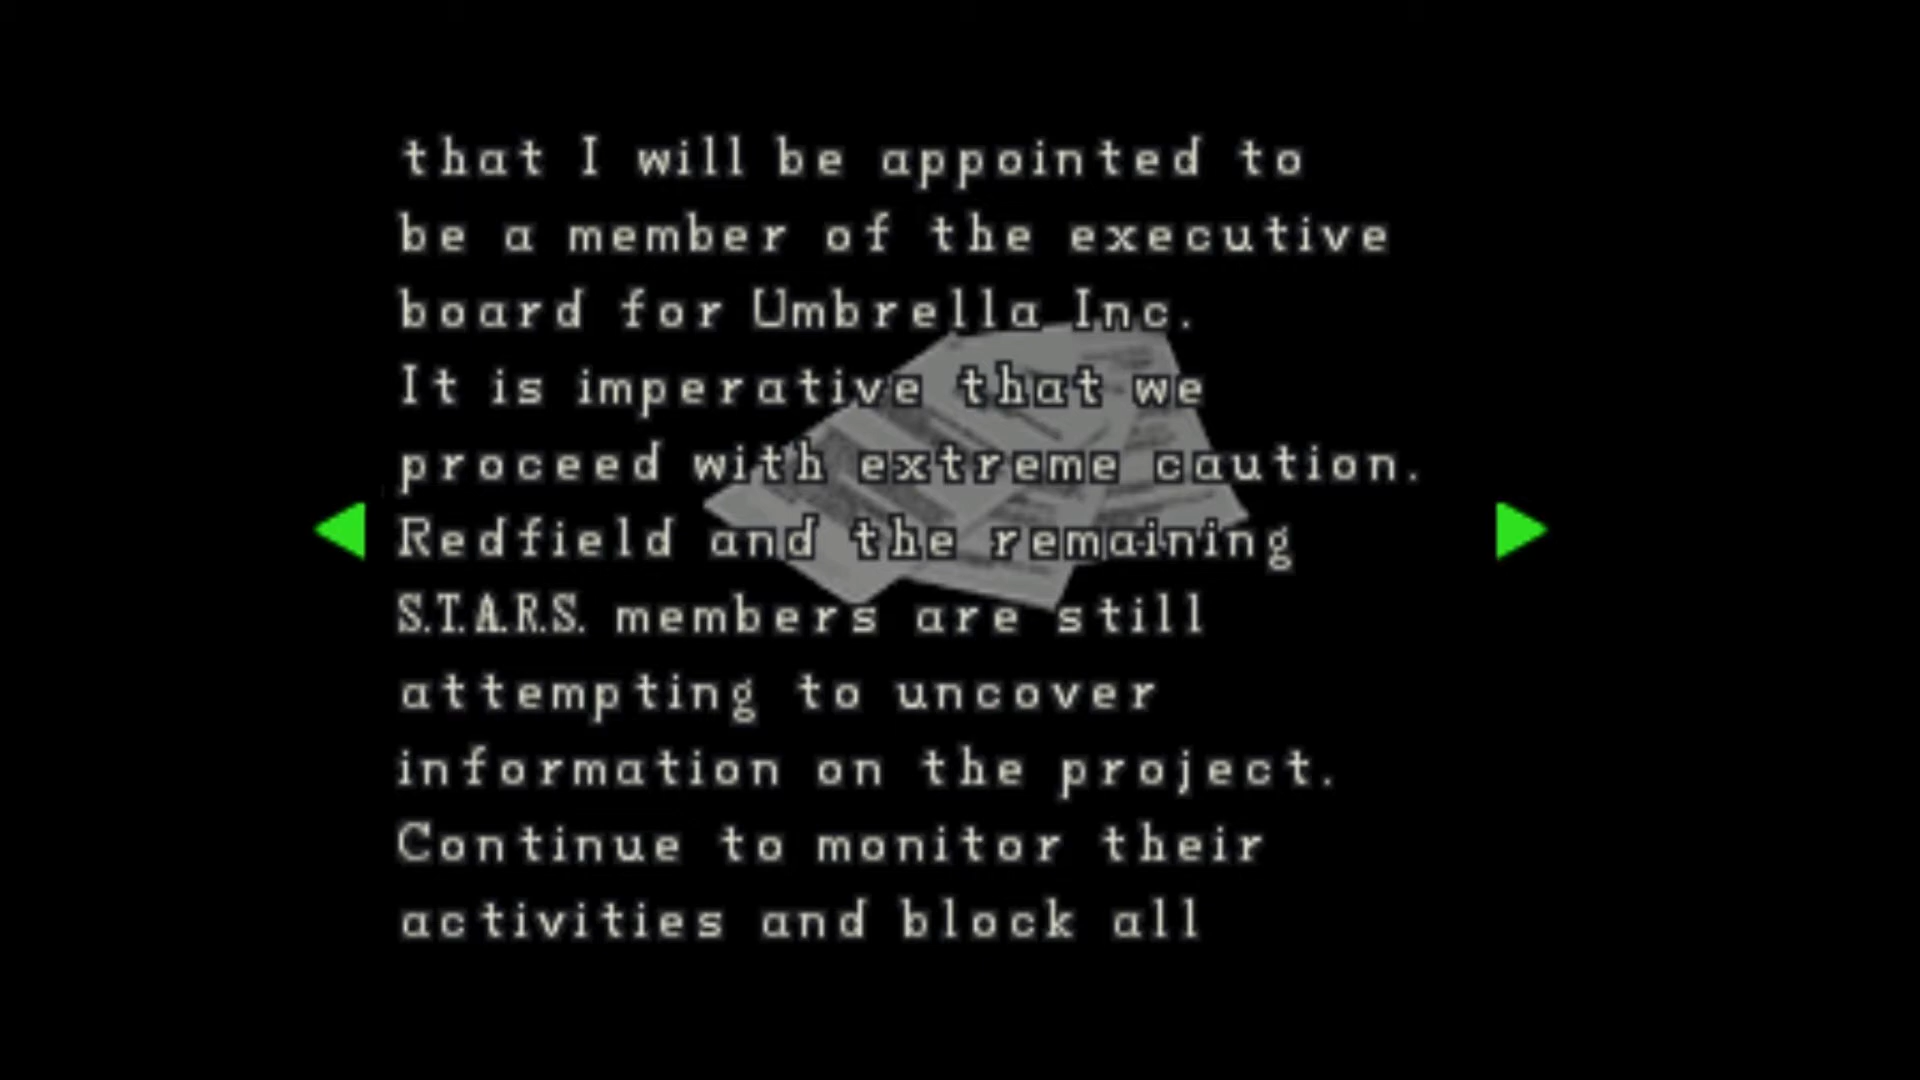 that I will be appointed to
be a member of the executive
board for Umbrella Inc.
It is imperative that we
proceed with extreme caution.
Redfield and the remaining
S.T.A.R.S. members are still
attempting to uncover
information on the project.
Continue to monitor their
activities and block all